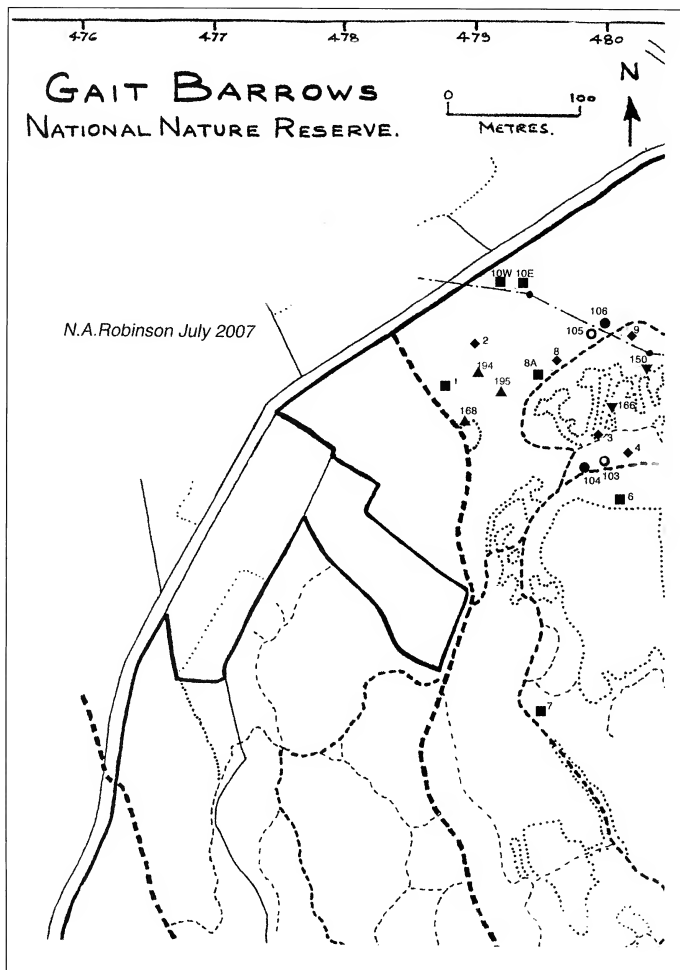 476 477 478 479 480
GAIT BARROWS
NATIONAL NATURE RESERVE.
0 100
METRES.
N
10W 10E
N.A.Robinson July 2007
106
105
9
2
8
150
194
8A
195
1
166
168
3
4
104 103
6
7